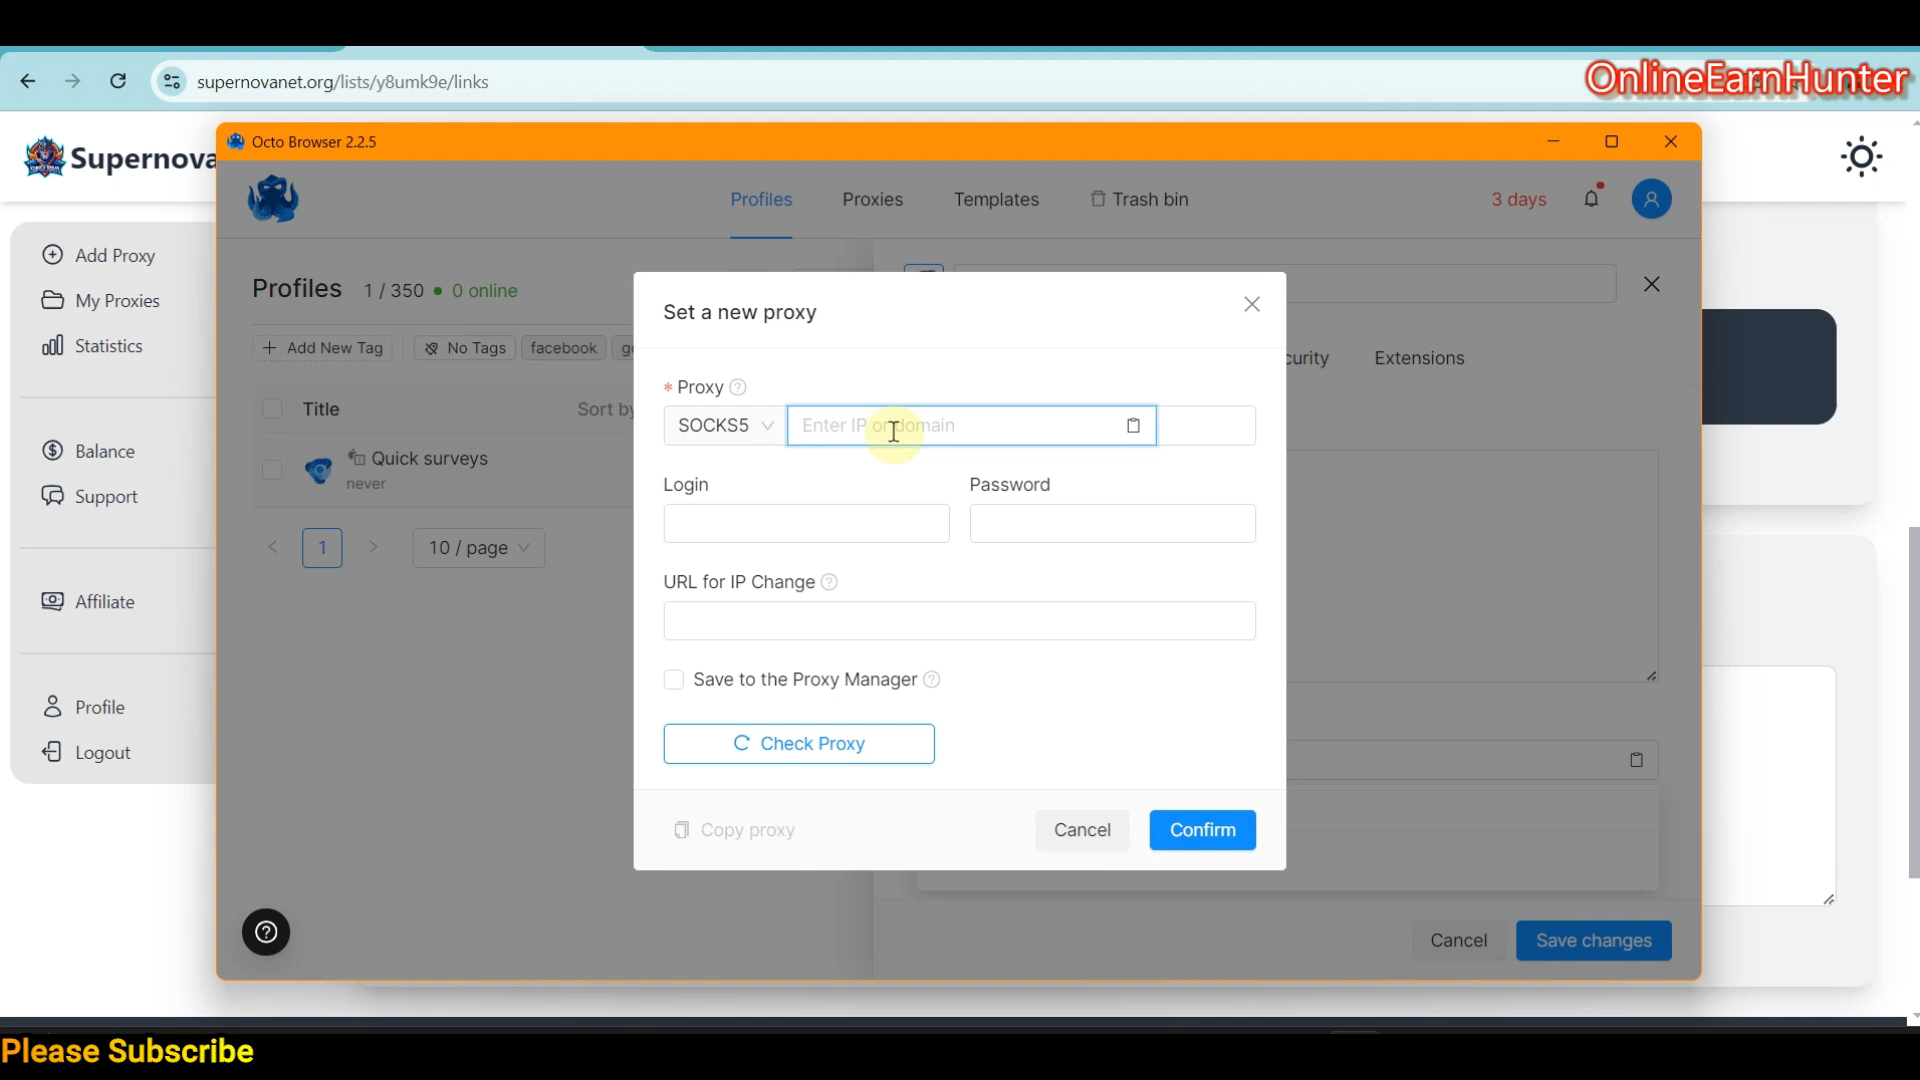 supernovanet.org/lists/y8umk9e/links
OnlineEarnHunter
Supernova
Octo Browser 2.2.5
Profiles
Proxies
Templates
Trash bin
3 days
Add Proxy
My Proxies
Statistics
Balance
Support
Affiliate
Profile
Logout
Profiles 1 / 350 0 online
Add New Tag
No Tags
facebook
Title
Sort by
Quick surveys
never
1
10 / page
Extensions
Set a new proxy
* Proxy
SOCKS5
Enter IP or domain
Login
Password
URL for IP Change
Save to the Proxy Manager
Check Proxy
Copy proxy
Cancel
Confirm
Cancel
Save changes
Please Subscribe